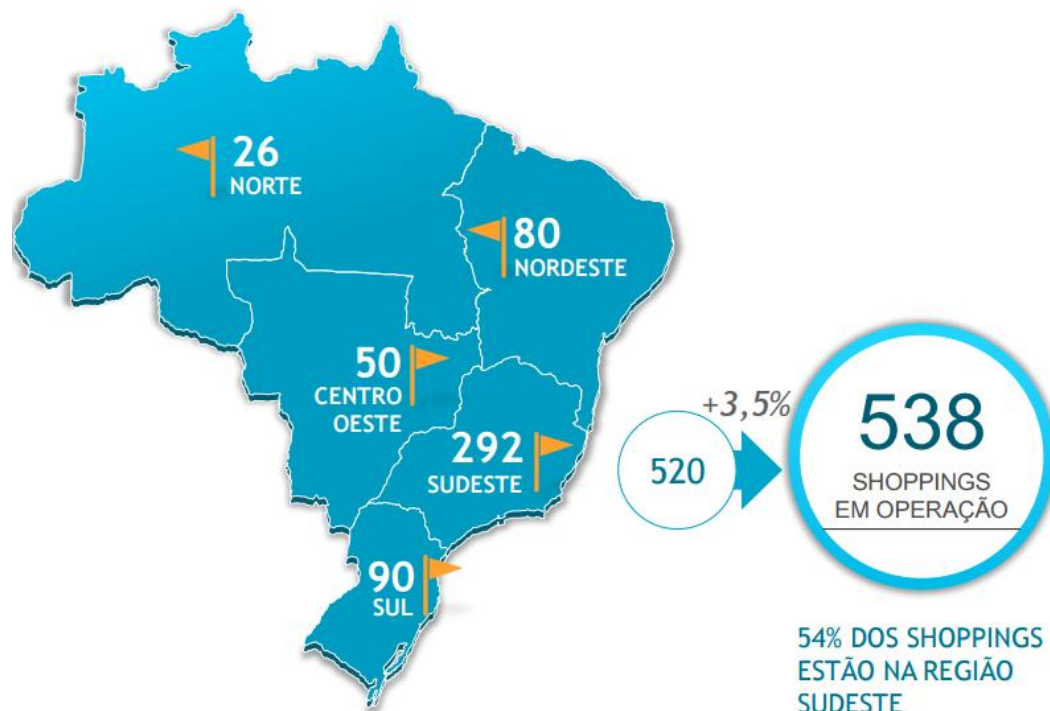 26
NORTE
80
NORDESTE
50
CENTRO
OESTE
292
SUDESTE
90
SUL
520
+3,5%
538
SHOPPINGS
EM OPERAÇÃO
54% DOS SHOPPINGS
ESTÃO NA REGIÃO
SUDESTE